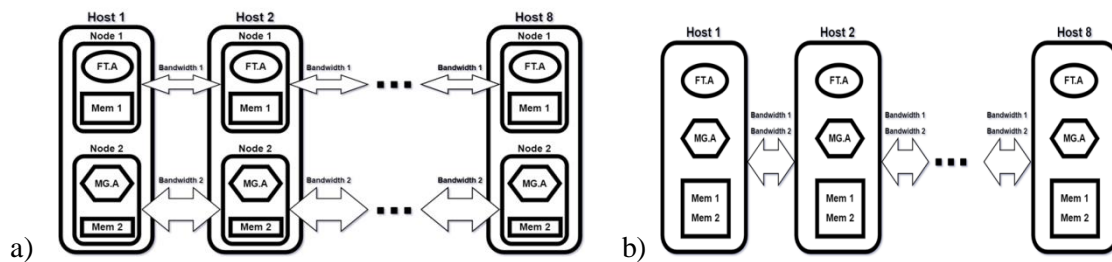 Host 1 Host 2 Host 8
Node 1 Node 1 Node 1
FT.A Bandwidth 1 FT.A Bandwidth 1 Bandwidth 1 FT.A
Mem 1 Mem 1 Mem 1
Node 2 Node 2 Node 2
MG.A Bandwidth 2 MG.A Bandwidth 2 Bandwidth 2 MG.A
Mem 2 Mem 2 Mem 2
a)
Host 1 Host 2 Host 8
FT.A FT.A FT.A
Bandwidth 1 Bandwidth 1 Bandwidth 1
MG.A Bandwidth 2 MG.A Bandwidth 2 Bandwidth 2 MG.A
Mem 1 Mem 1 Mem 1
Mem 2 Mem 2 Mem 2
b)